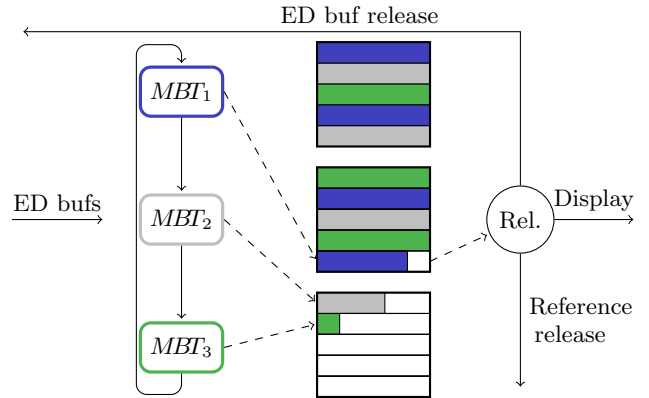 ED buf release
MBT1
ED bufs
MBT2
Rel.
Display
Reference
release
MBT3